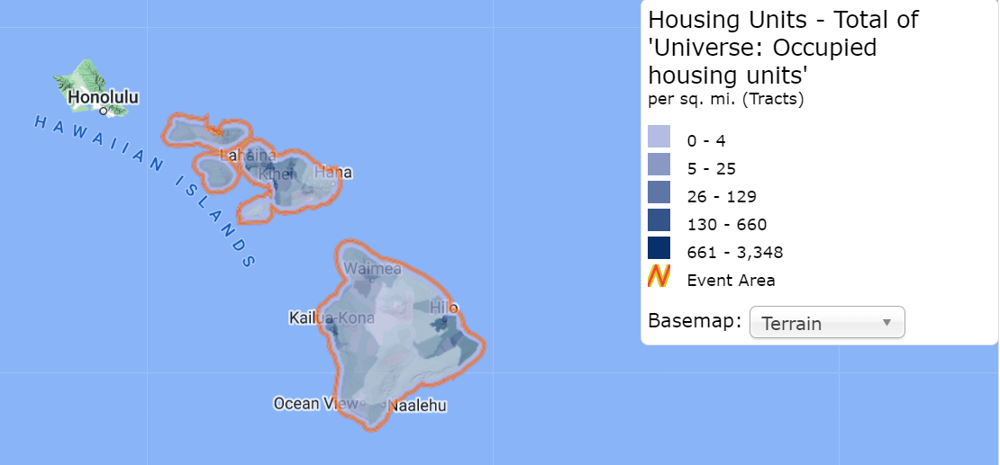 Housing Units - Total of
'Universe: Occupied
housing units'
per sq. mi. (Tracts)
0 - 4
5 - 25
26 - 129
130 - 660
661 - 3,348
Event Area
Basemap: Terrain
Honolulu
HAWAIIAN ISLANDS
Lahaina
Kihei
Hana
Waimea
Hilo
Kailua-Kona
Ocean View
Naalehu